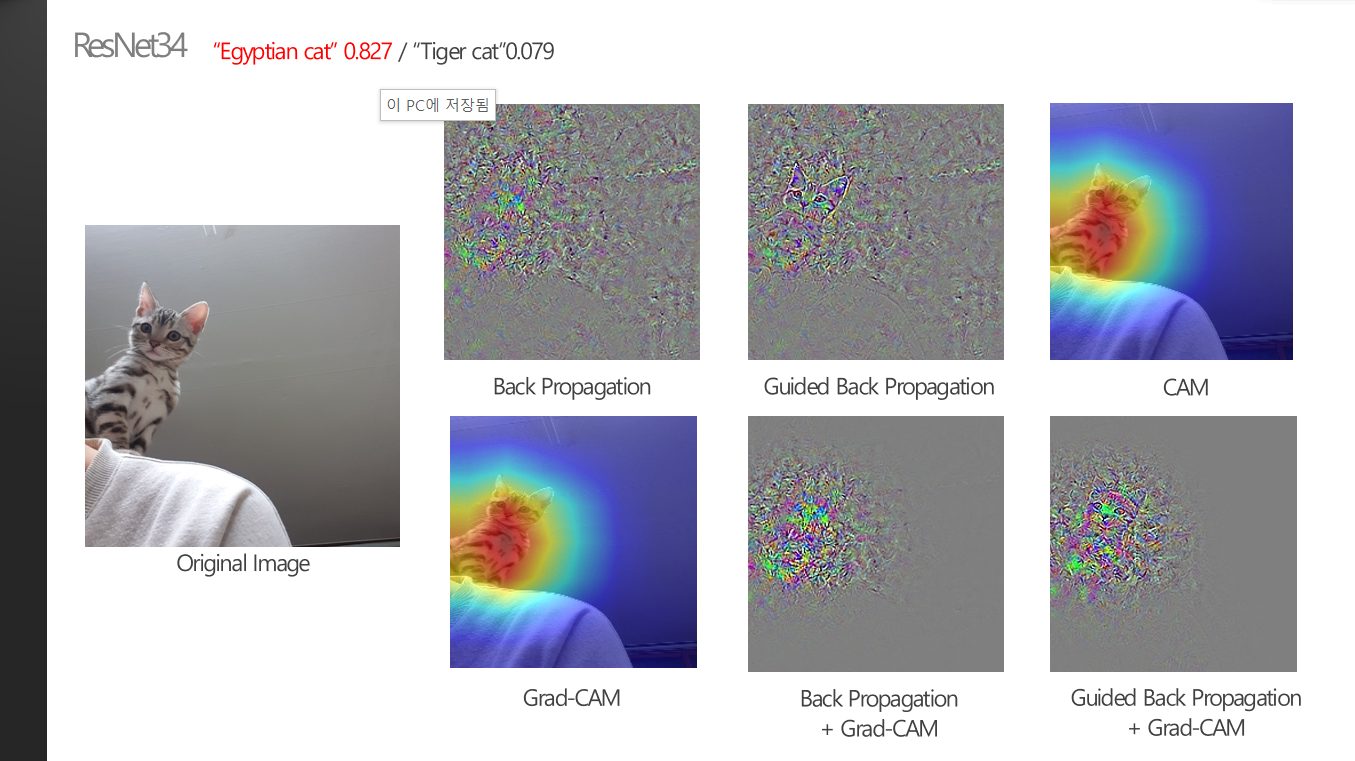 ResNet34 “Egyptian cat” 0.827 / “Tiger cat”0.079
이 PC에 저장됨
Back Propagation
Guided Back Propagation
CAM
Original Image
Grad-CAM
Back Propagation
+ Grad-CAM
Guided Back Propagation
+ Grad-CAM